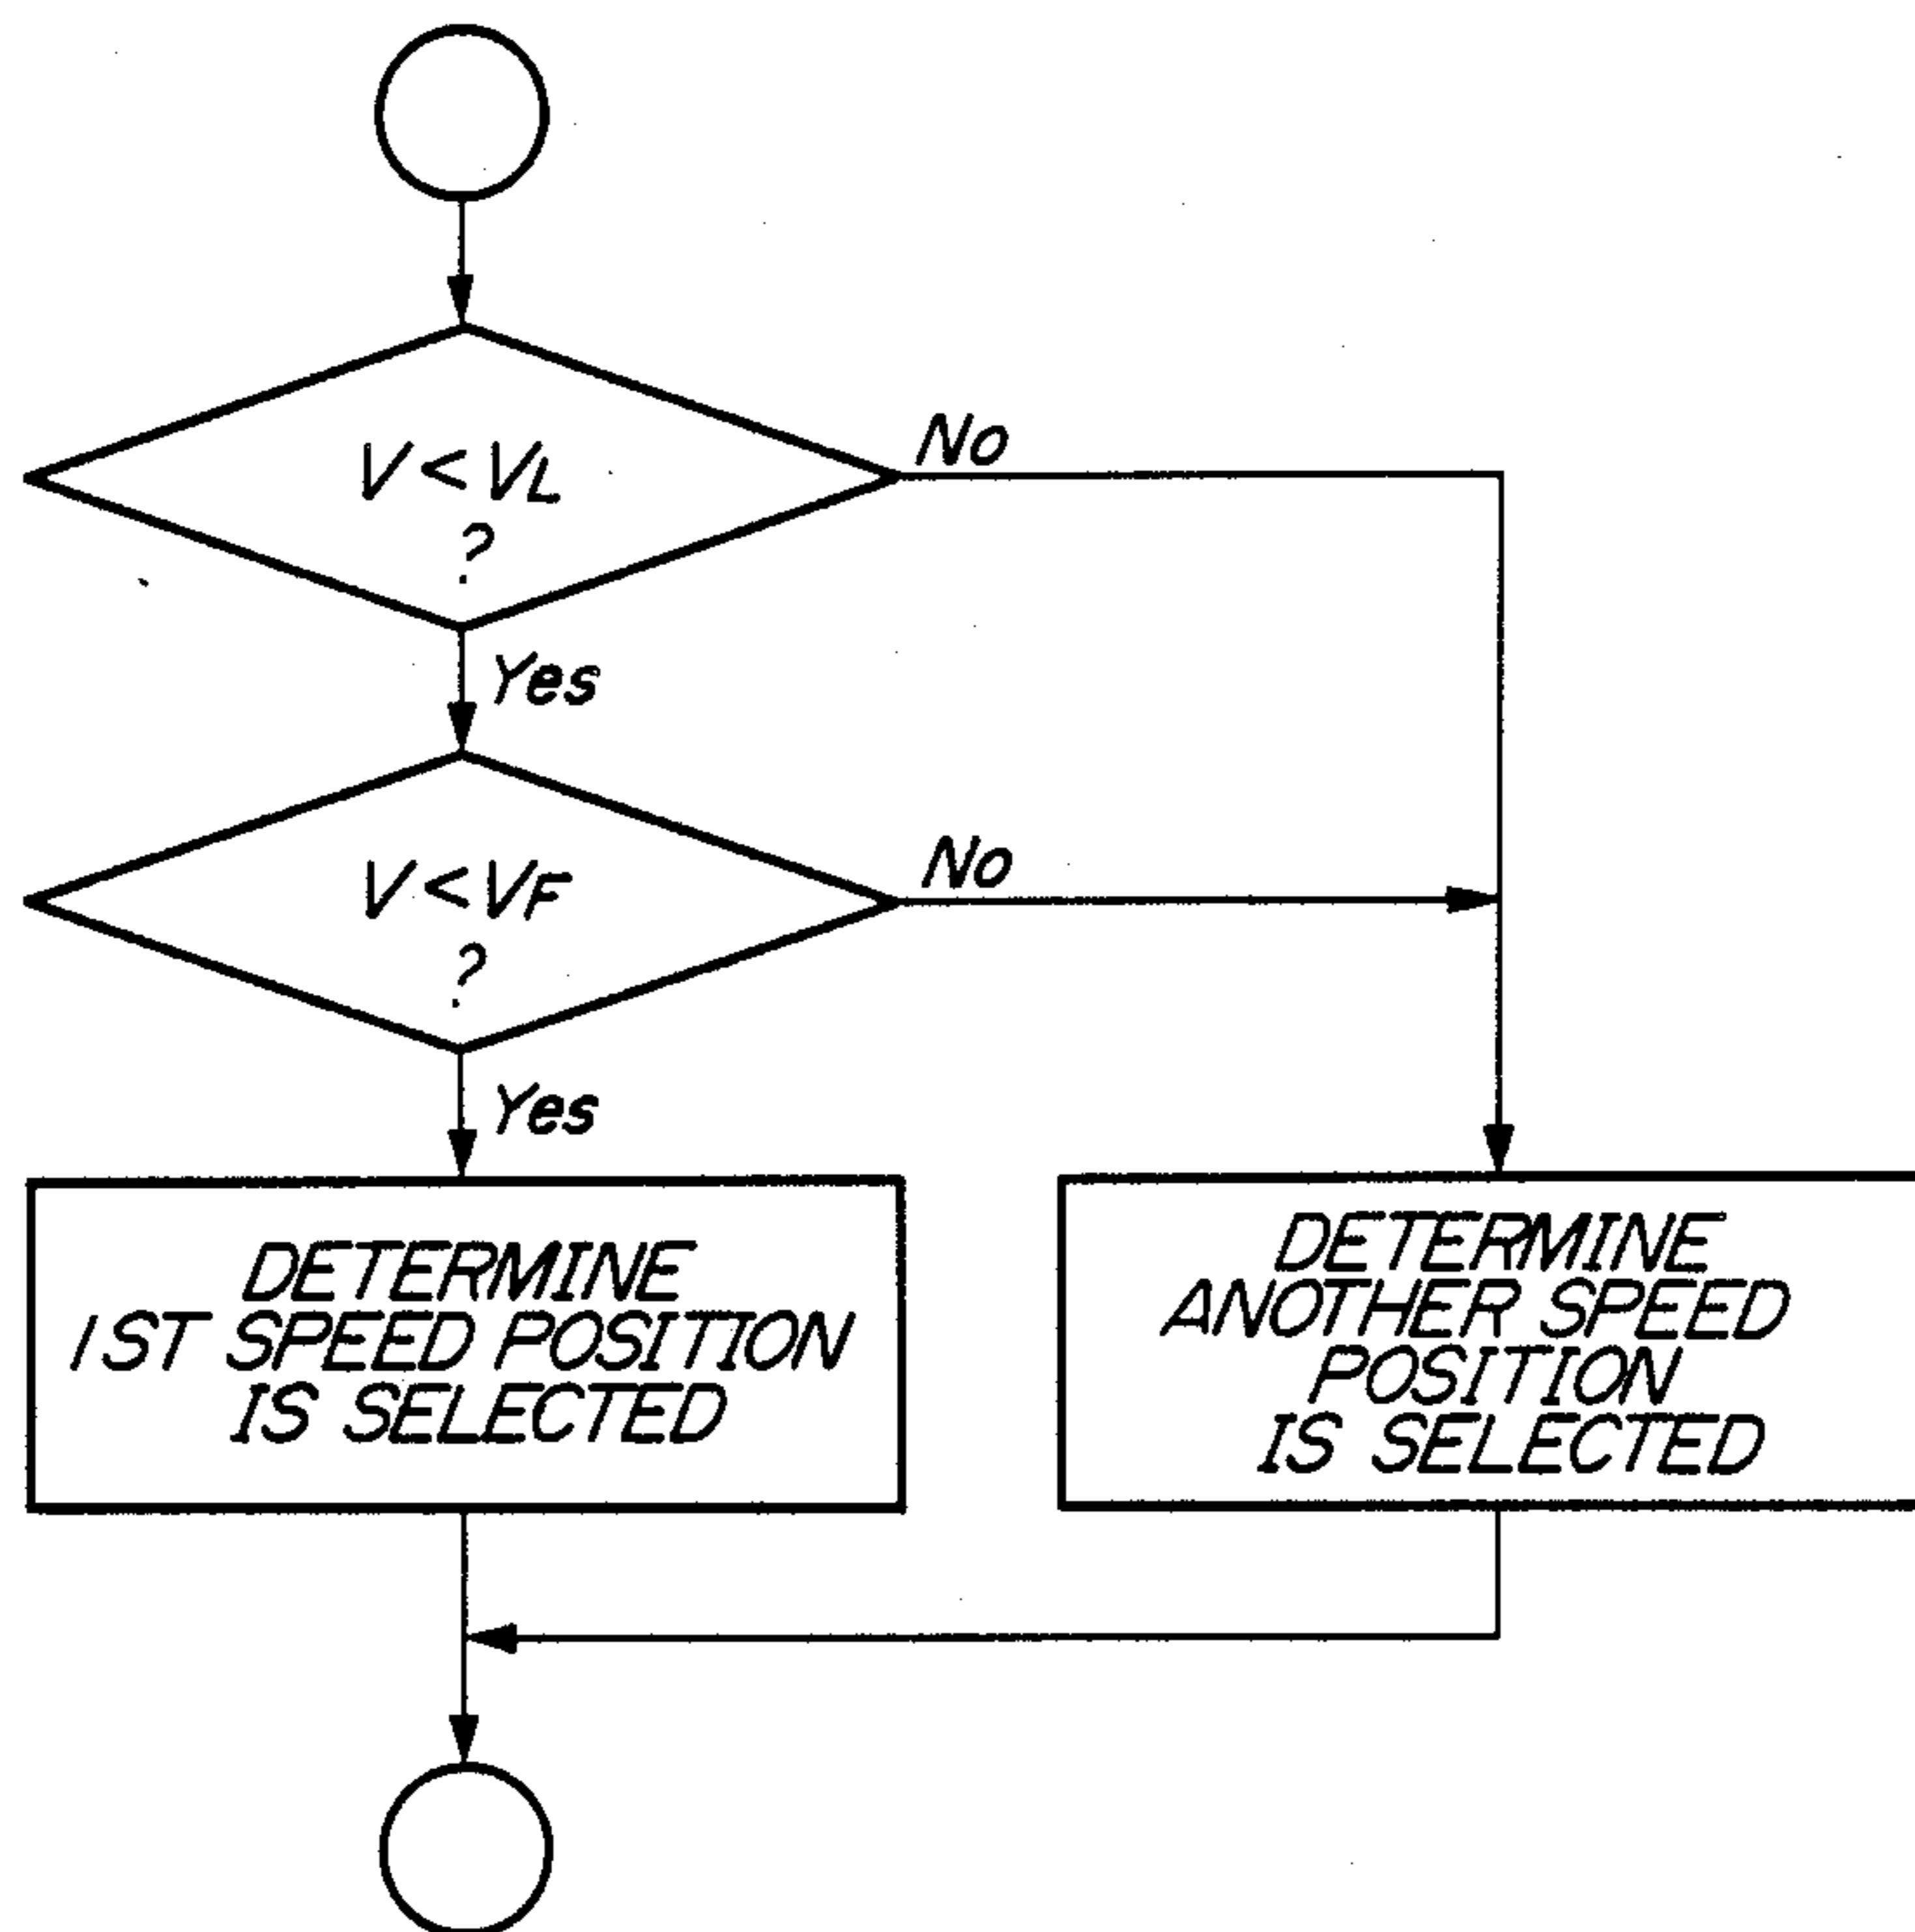 V<VL
?
No
Yes
V<VF
?
No
Yes
DETERMINE
1ST SPEED POSITION
IS SELECTED
DETERMINE
ANOTHER SPEED
POSITION
IS SELECTED